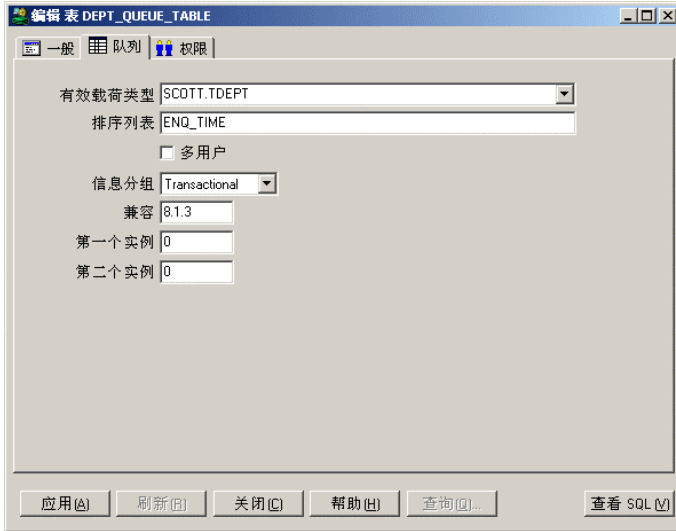 编辑 表 DEPT_QUEUE_TABLE
一般 队列 权限
有效载荷类型 SCOTT.TDEPT
排序列表 ENQ_TIME
多用户
信息分组 Transactional
兼容 8.1.3
第一个实例 0
第二个实例 0
应用(A) 刷新(R) 关闭(C) 帮助(H) 查询(Q)... 查看 SQL(V)